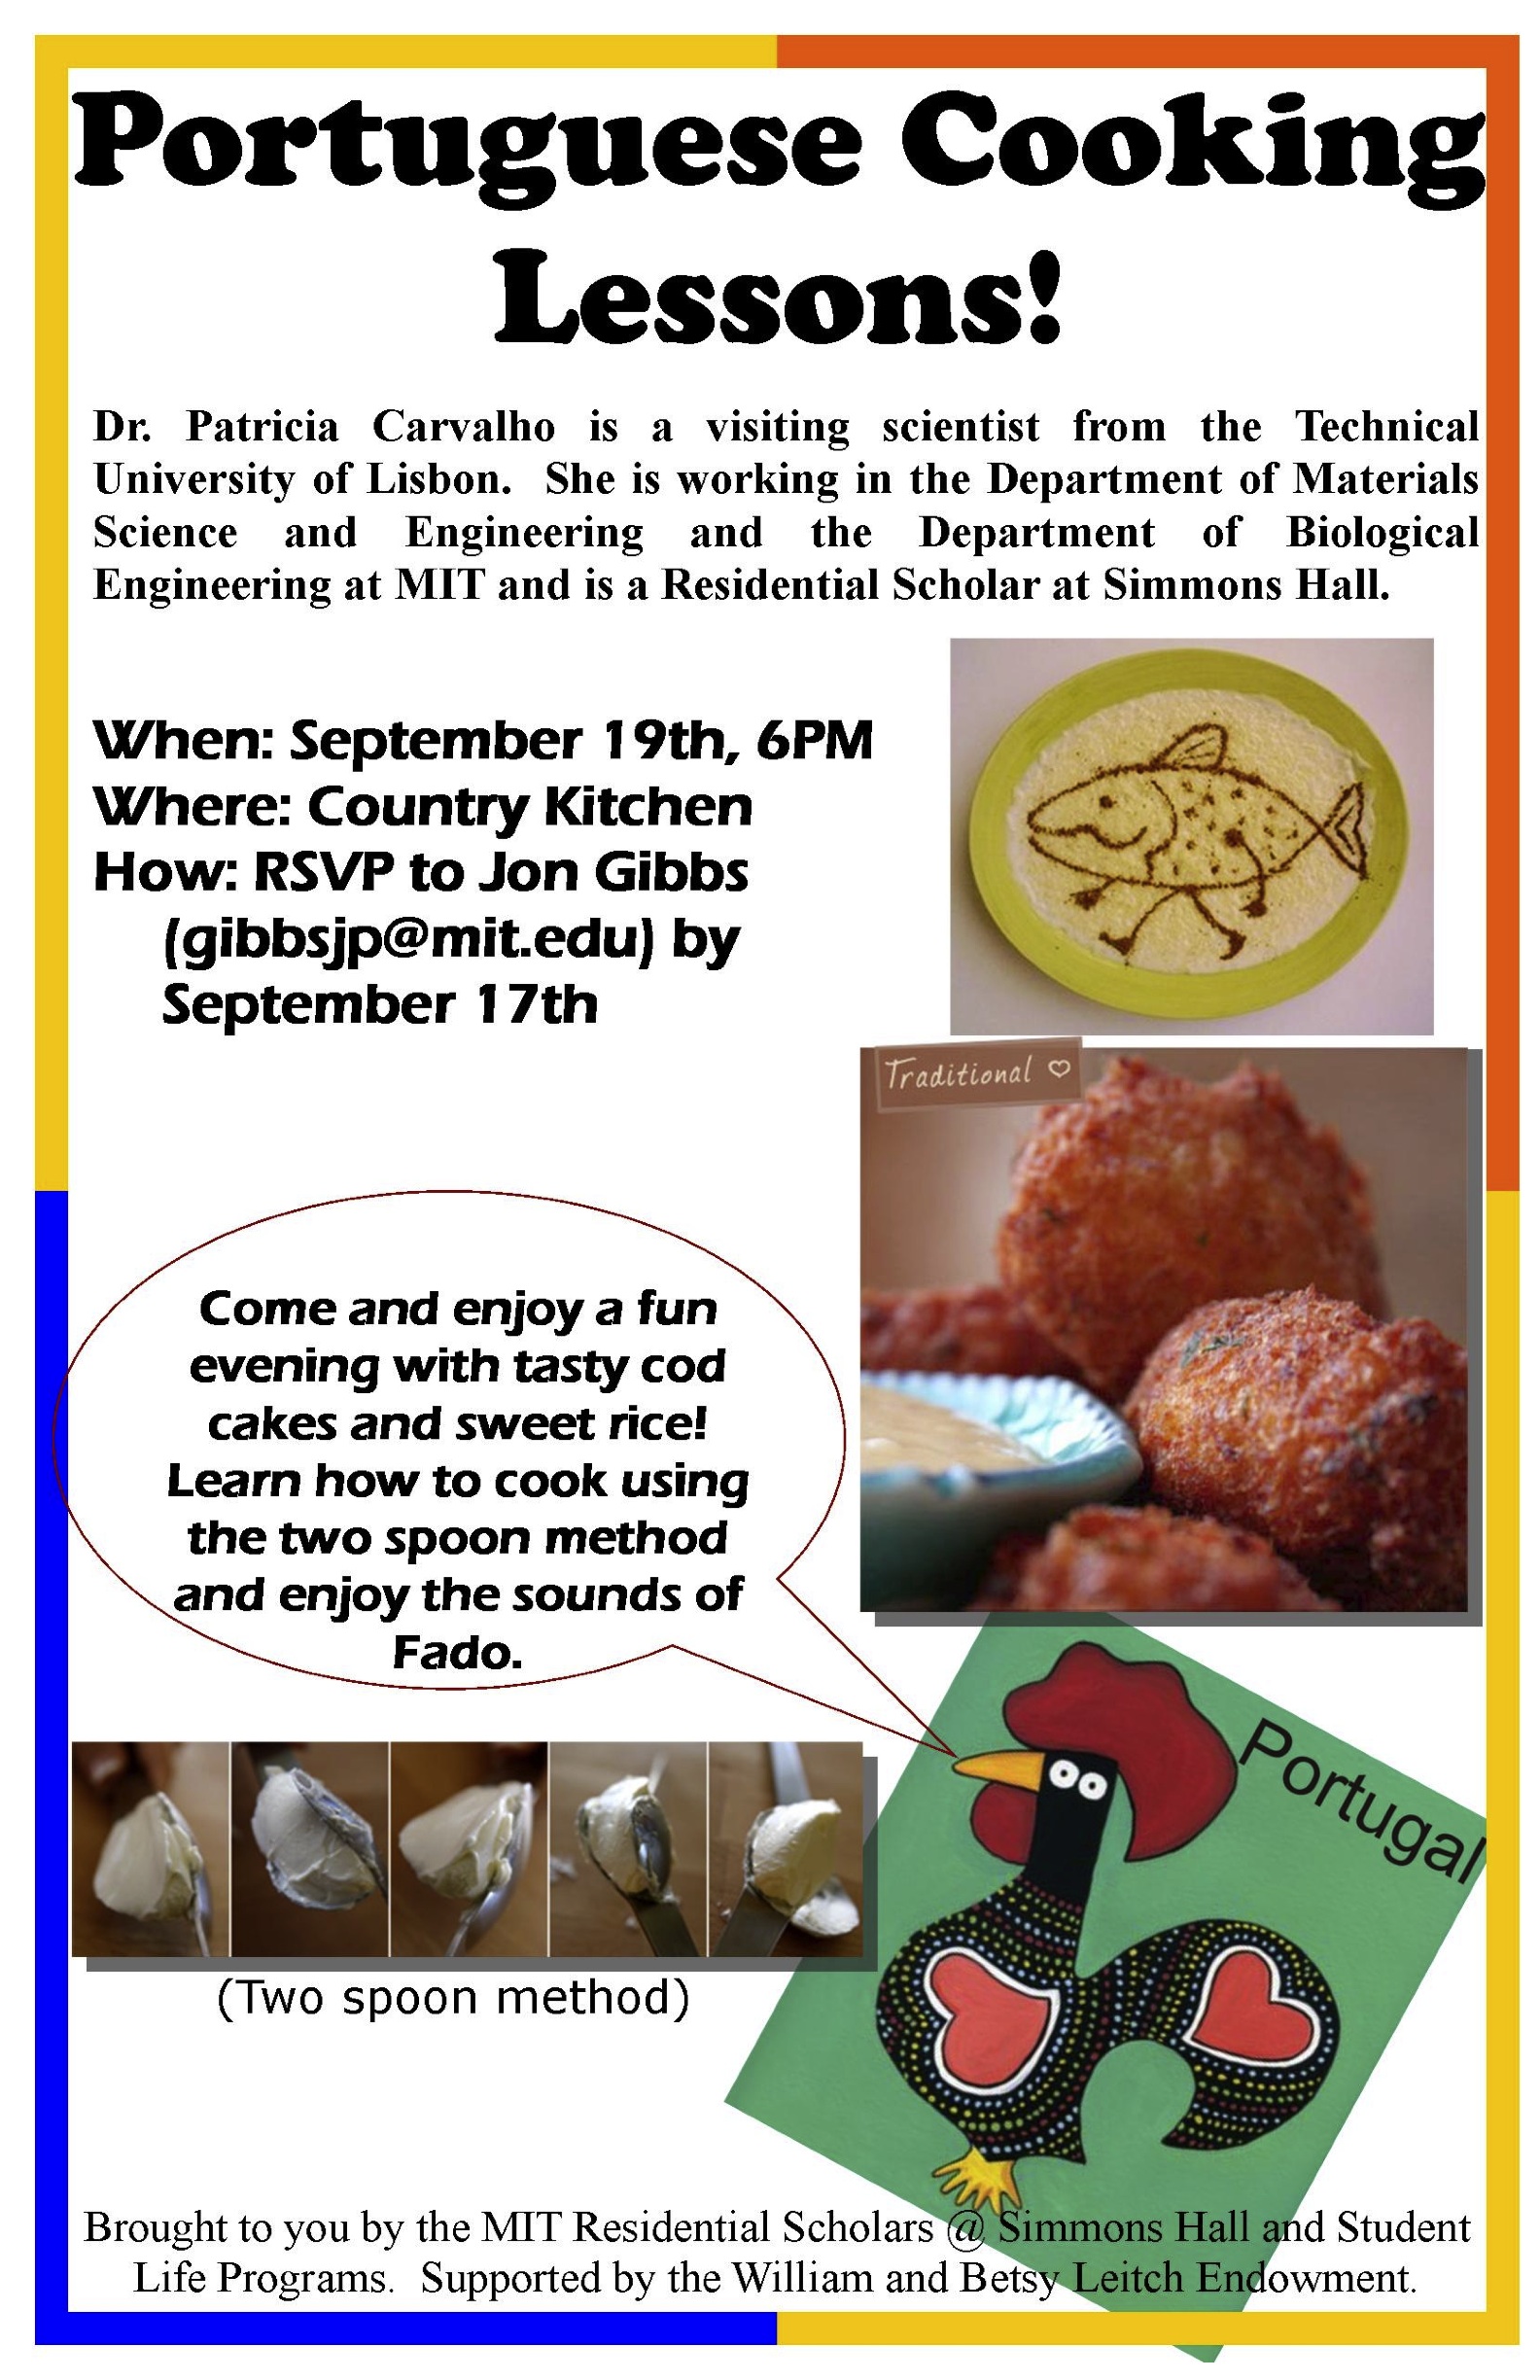 Portuguese Cooking
Lessons!
Dr. Patricia Carvalho is a visiting scientist from the Technical
University of Lisbon. She is working in the Department of Materials
Science and Engineering and the Department of Biological
Engineering at MIT and is a Residential Scholar at Simmons Hall.
When: September 19th, 6PM
Where: Country Kitchen
How: RSVP to Jon Gibbs
(gibbsjp@mit.edu) by
September 17th
Traditional ♡
Come and enjoy a fun
evening with tasty cod
cakes and sweet rice!
Learn how to cook using
the two spoon method
and enjoy the sounds of
Fado.
Portugal
(Two spoon method)
Brought to you by the MIT Residential Scholars @ Simmons Hall and Student
Life Programs. Supported by the William and Betsy Leitch Endowment.